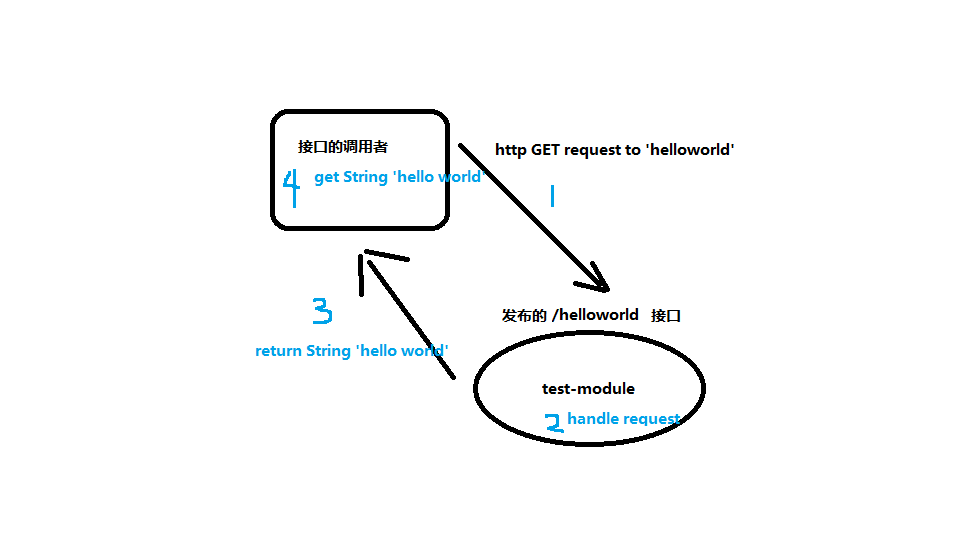 接口的调用者
4 get String 'hello world'
http GET request to 'helloworld'
1
3
return String 'hello world'
发布的 /helloworld 接口
test-module
2 handle request